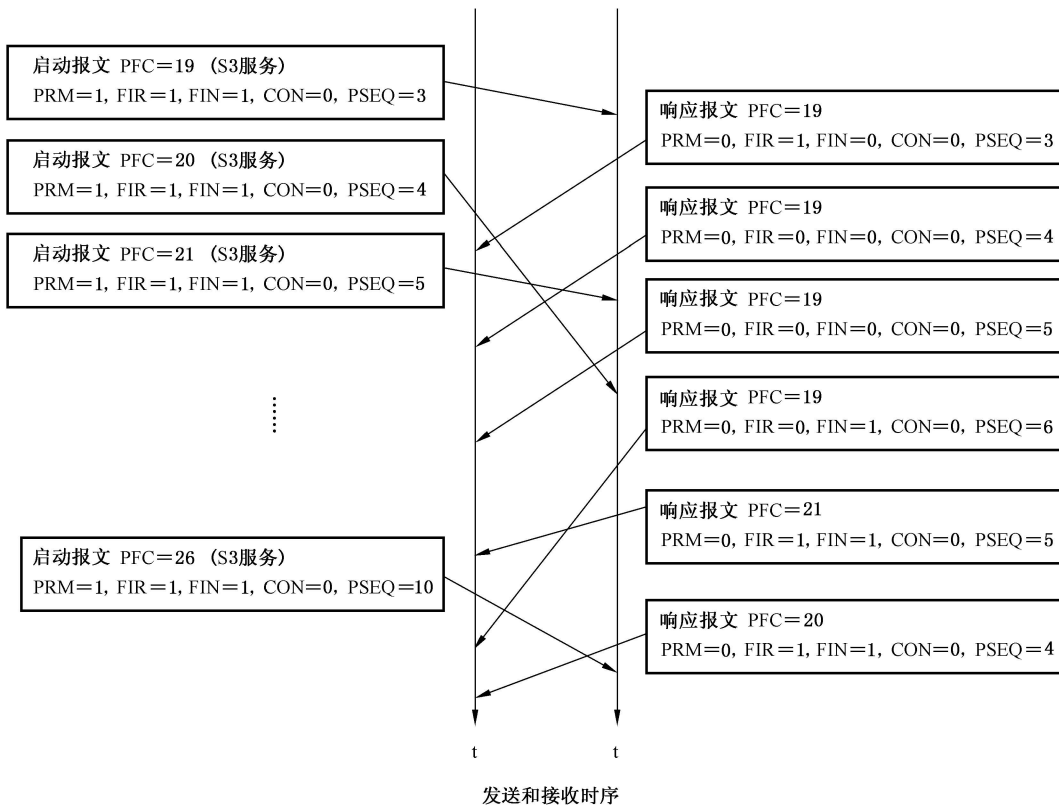 启动报文 PFC=19 (S3服务)
PRM=1, FIR=1, FIN=1, CON=0, PSEQ=3
启动报文 PFC=20 (S3服务)
PRM=1, FIR=1, FIN=1, CON=0, PSEQ=4
启动报文 PFC=21 (S3服务)
PRM=1, FIR=1, FIN=1, CON=0, PSEQ=5
……
启动报文 PFC=26 (S3服务)
PRM=1, FIR=1, FIN=1, CON=0, PSEQ=10
响应报文 PFC=19
PRM=0, FIR=1, FIN=0, CON=0, PSEQ=3
响应报文 PFC=19
PRM=0, FIR=0, FIN=0, CON=0, PSEQ=4
响应报文 PFC=19
PRM=0, FIR=0, FIN=0, CON=0, PSEQ=5
响应报文 PFC=19
PRM=0, FIR=0, FIN=1, CON=0, PSEQ=6
响应报文 PFC=21
PRM=0, FIR=1, FIN=1, CON=0, PSEQ=5
响应报文 PFC=20
PRM=0, FIR=1, FIN=1, CON=0, PSEQ=4
t
t
发送和接收时序